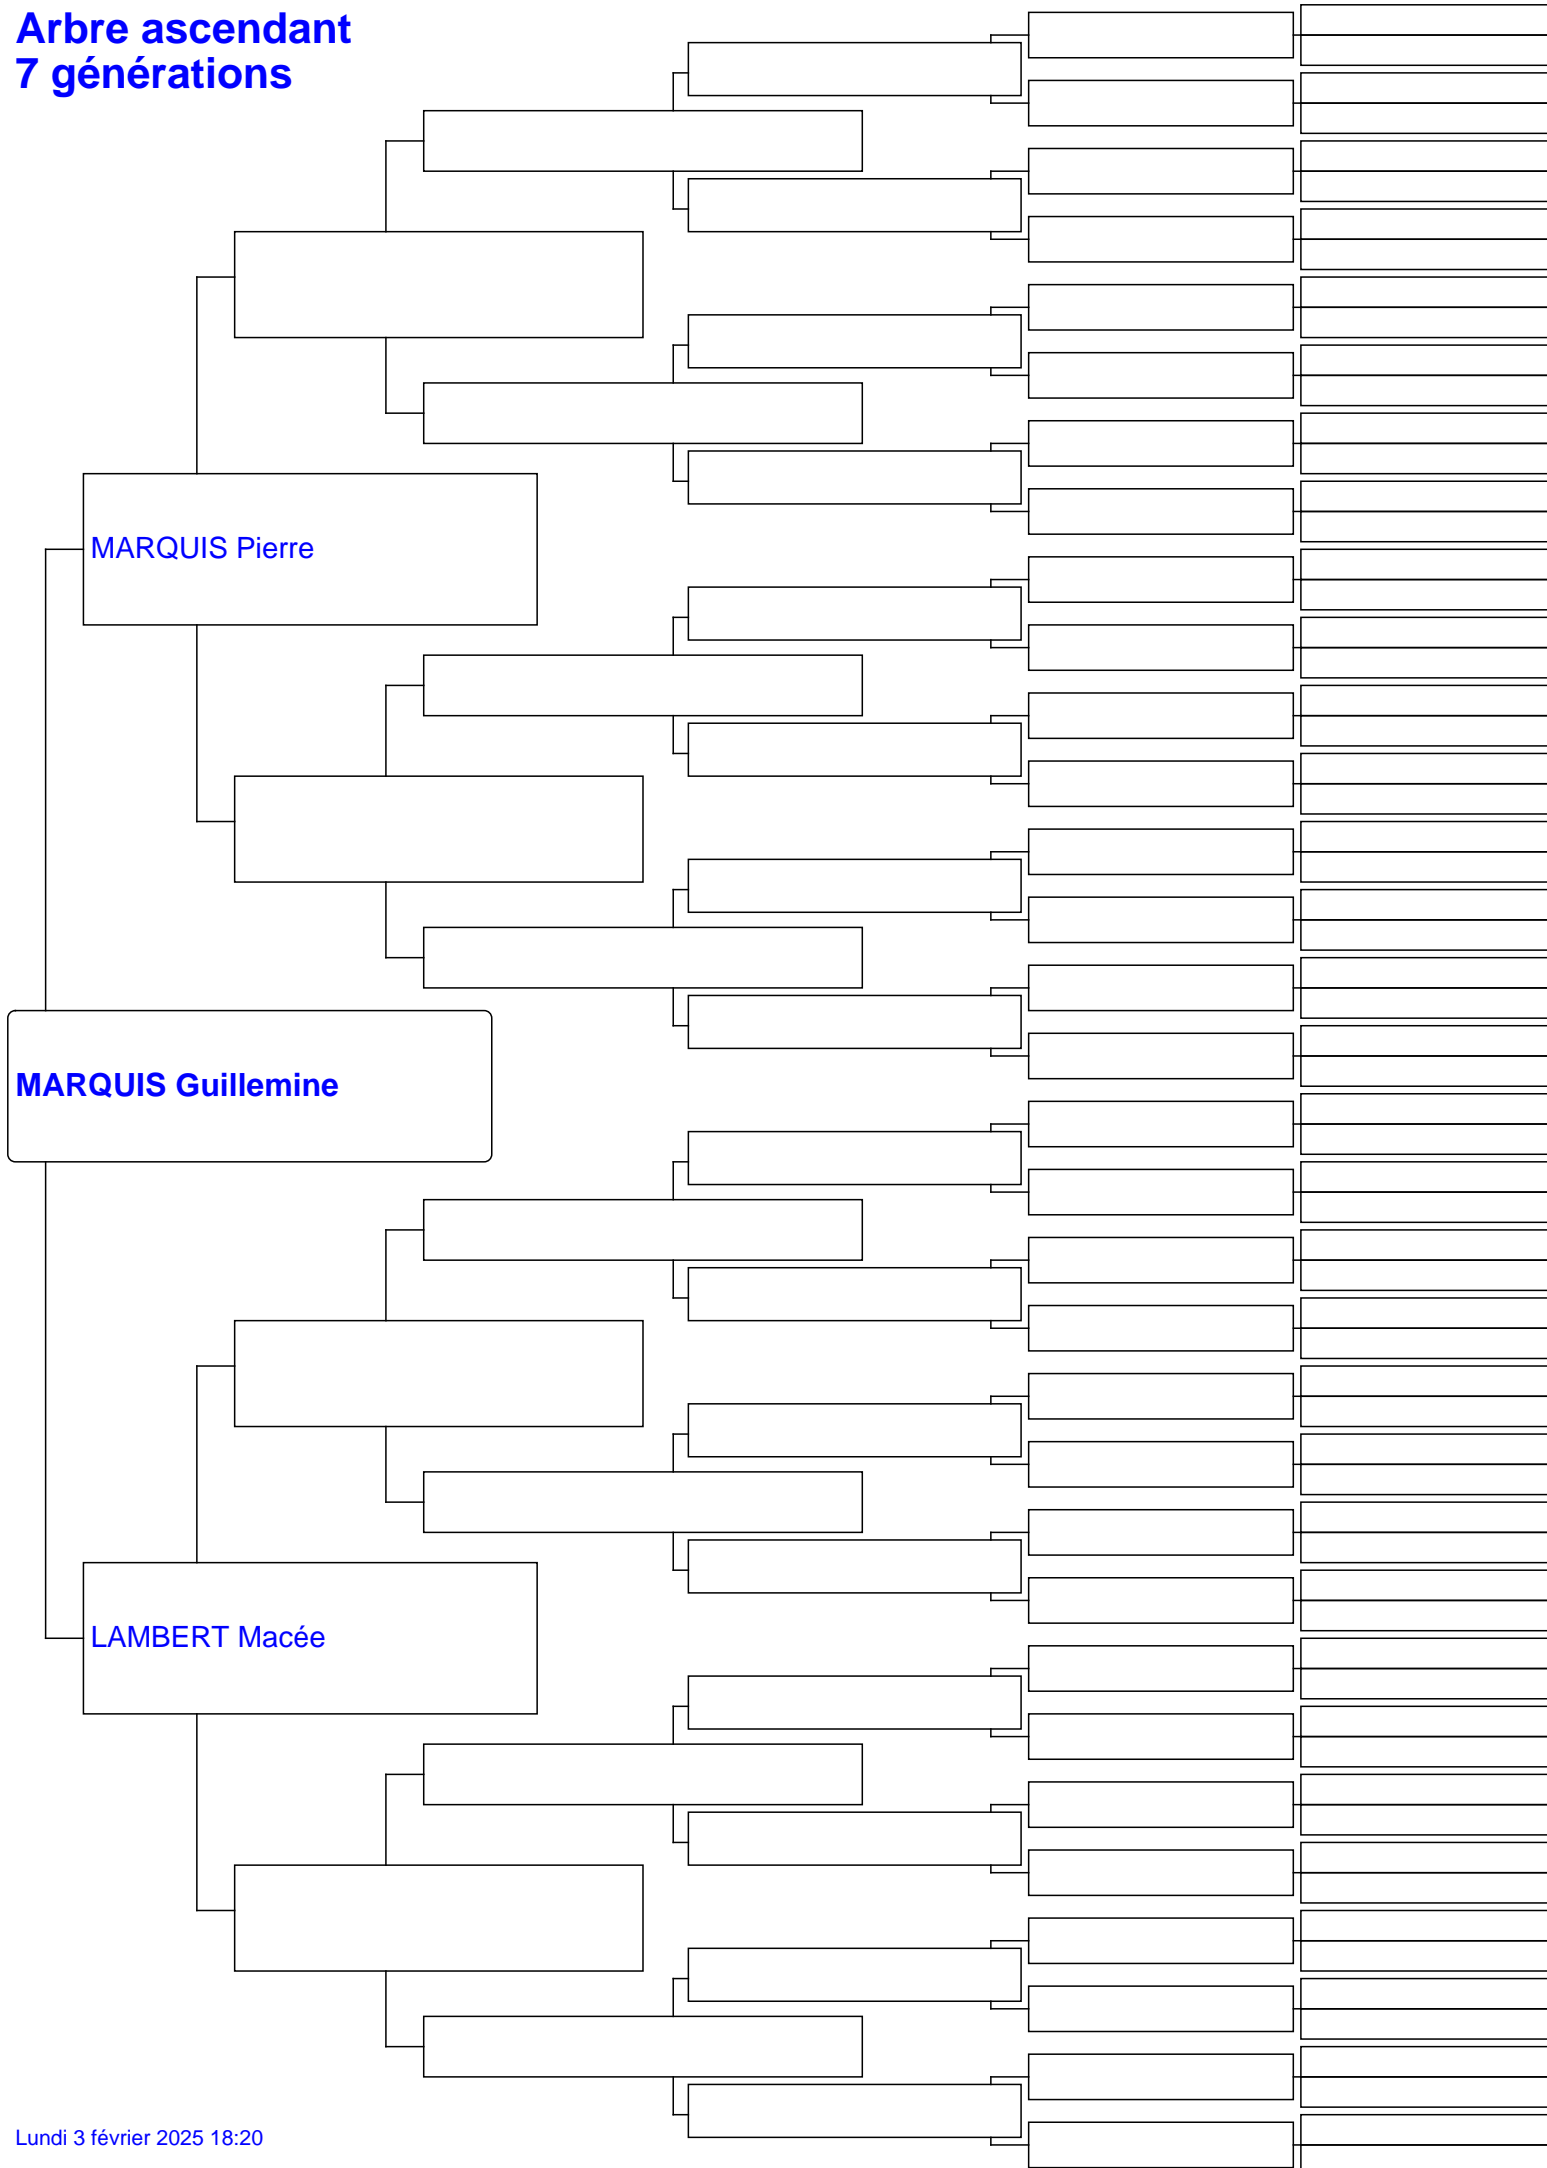 Arbre ascendant
7 générations
MARQUIS Pierre
MARQUIS Guillemine
LAMBERT Macée
Lundi 3 février 2025 18:20